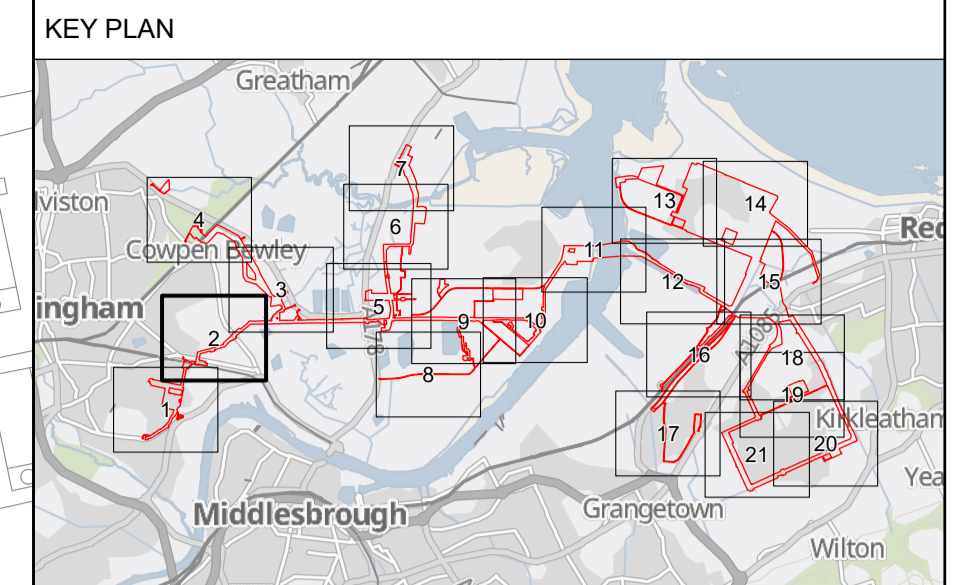 KEY PLAN
Greatham
7
13
lviston
14
4
Rec
6
Cowpen Bewley
11
15
12
3
ingham
5
9
10
2
A178
A1085
16
18
8
19
1
Kirkleatham
17
20
21
Yea
Middlesbrough
Grangetown
Wilton